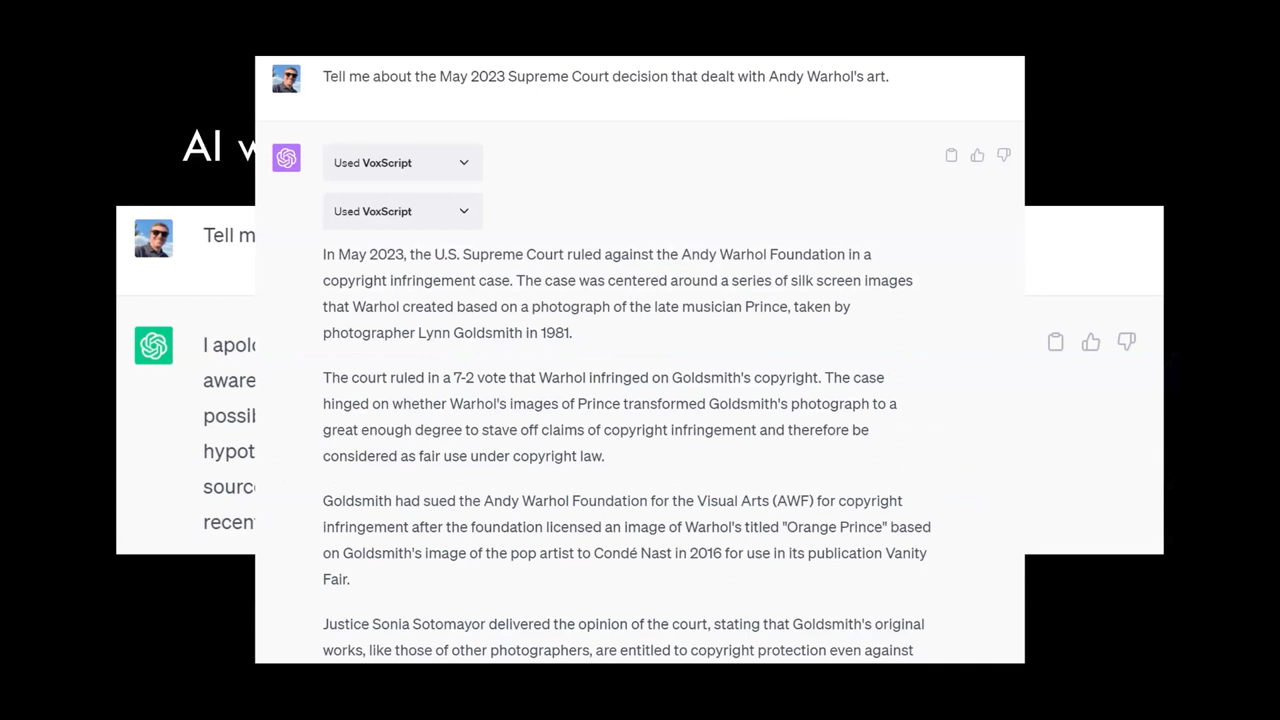 AI
Tell me about the May 2023 Supreme Court decision that dealt with Andy Warhol's art.
Used VoxScript
Used VoxScript
In May 2023, the U.S. Supreme Court ruled against the Andy Warhol Foundation in a
copyright infringement case. The case was centered around a series of silk screen images
that Warhol created based on a photograph of the late musician Prince, taken by
photographer Lynn Goldsmith in 1981.
The court ruled in a 7-2 vote that Warhol infringed on Goldsmith's copyright. The case
hinged on whether Warhol's images of Prince transformed Goldsmith's photograph to a
great enough degree to stave off claims of copyright infringement and therefore be
considered as fair use under copyright law.
Goldsmith had sued the Andy Warhol Foundation for the Visual Arts (AWF) for copyright
infringement after the foundation licensed an image of Warhol's titled "Orange Prince" based
on Goldsmith's image of the pop artist to Condé Nast in 2016 for use in its publication Vanity
Fair.
Justice Sonia Sotomayor delivered the opinion of the court, stating that Goldsmith's original
works, like those of other photographers, are entitled to copyright protection even against
Tell
I
aware